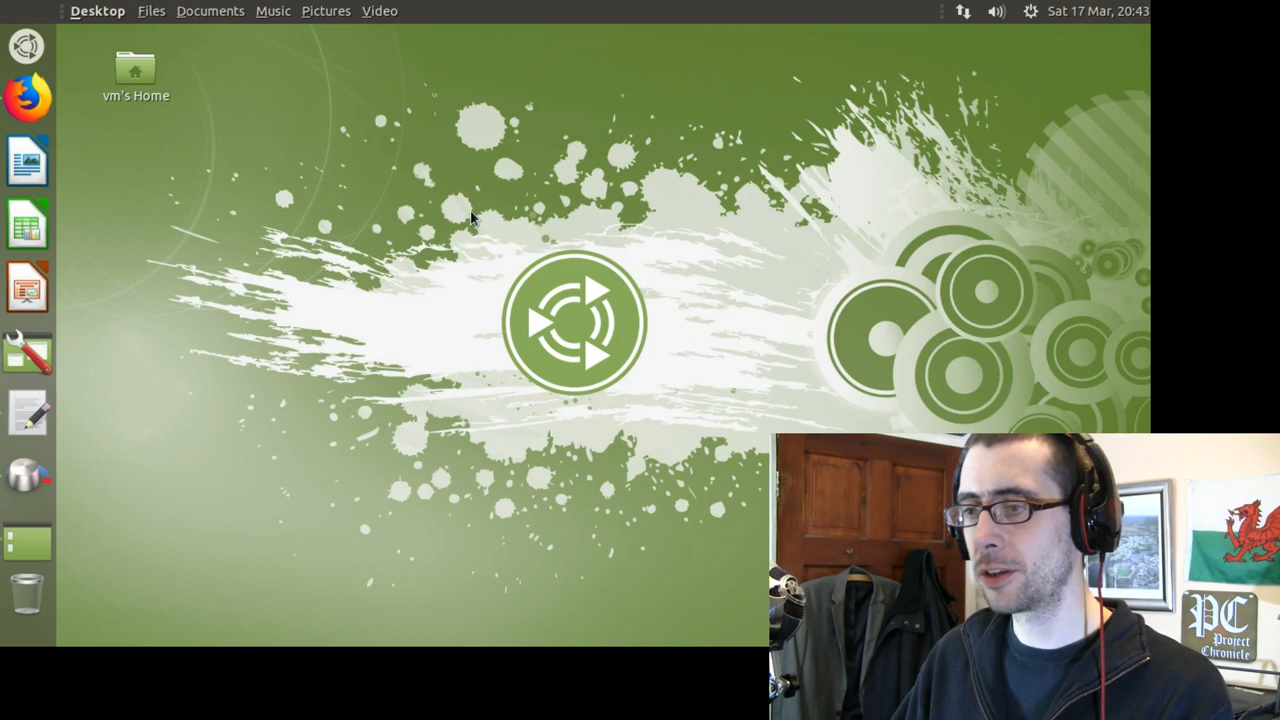 Desktop Files Documents Music Pictures Video
Sat 17 Mar, 20:43
vm's Home
PC
Project
Chronicle